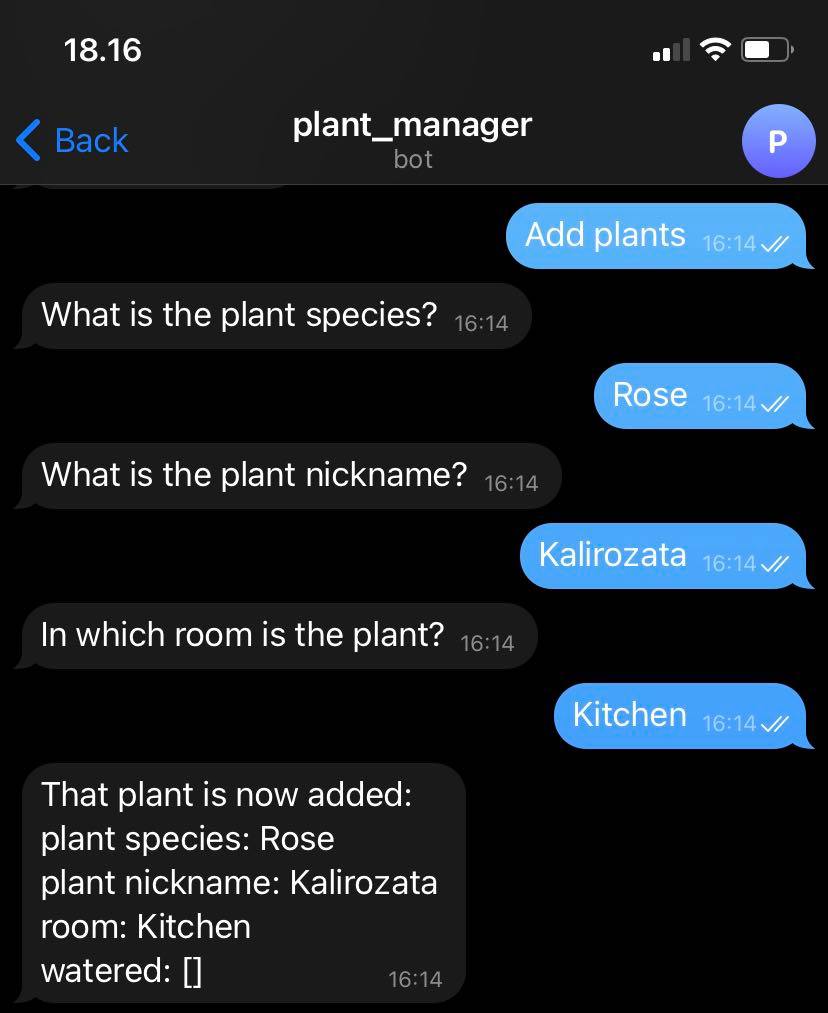 18.16
Back
plant_manager
bot
P
Add plants 16:14
What is the plant species? 16:14
Rose 16:14
What is the plant nickname? 16:14
Kalirozata 16:14
In which room is the plant? 16:14
Kitchen 16:14
That plant is now added:
plant species: Rose
plant nickname: Kalirozata
room: Kitchen
watered: [] 16:14